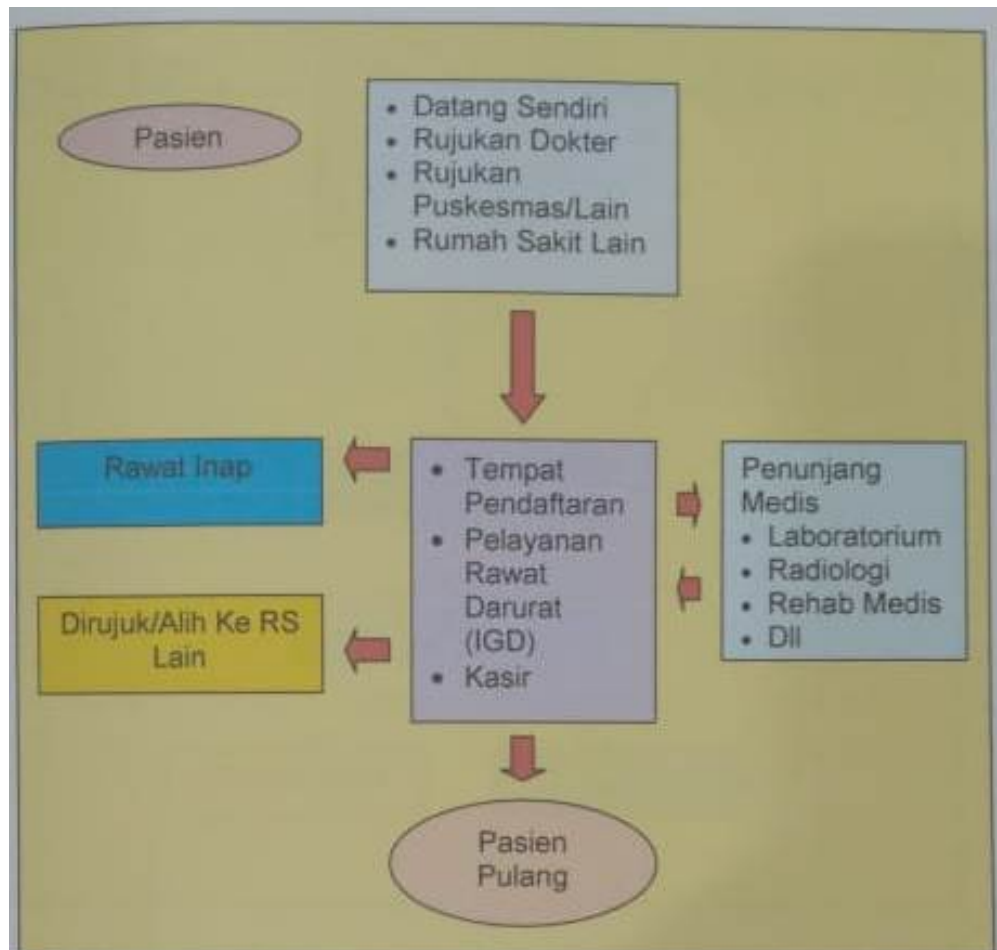 Pasien
• Datang Sendiri
• Rujukan Dokter
• Rujukan
Puskesmas/Lain
• Rumah Sakit Lain
Rawat Inap
Dirujuk/Alih Ke RS
Lain
• Tempat
Pendaftaran
• Pelayanan
Rawat
Darurat
(IGD)
• Kasir
Penunjang
Medis
• Laboratorium
• Radiologi
• Rehab Medis
• Dll
Pasien
Pulang